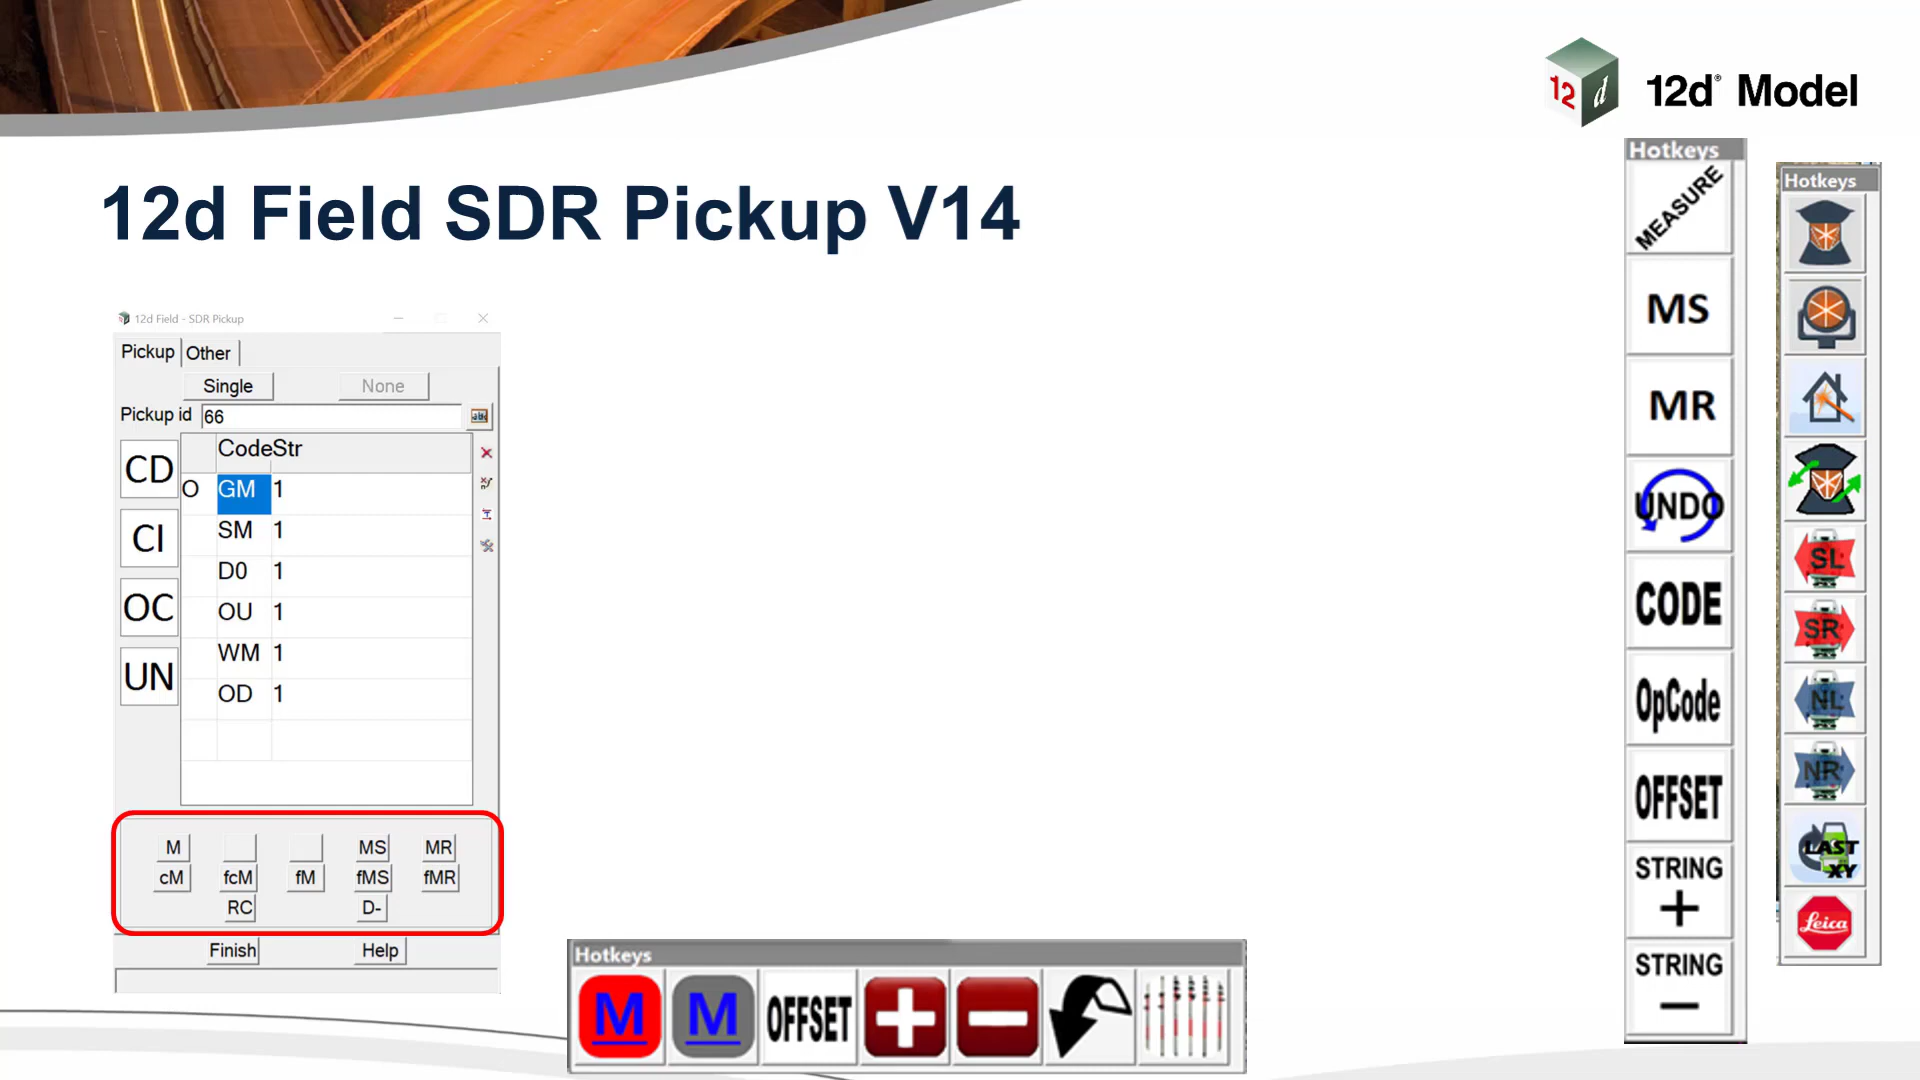 12d
12d® Model
12d Field SDR Pickup V14
12d Field - SDR Pickup
Pickup Other
Single None
Pickup id 66
CodeStr
CD
CI
OC
UN
O GM 1
SM 1
D0 1
OU 1
WM 1
OD 1
M MS MR
cM fcM fM fMS fMR
RC D-
Finish Help
Hotkeys
M M OFFSET
Hotkeys
MEASURE
MS
MR
UNDO
CODE
OpCode
OFFSET
STRING
+
STRING
-
Hotkeys
SL
SR
NL
NR
LAST
XY
Leica